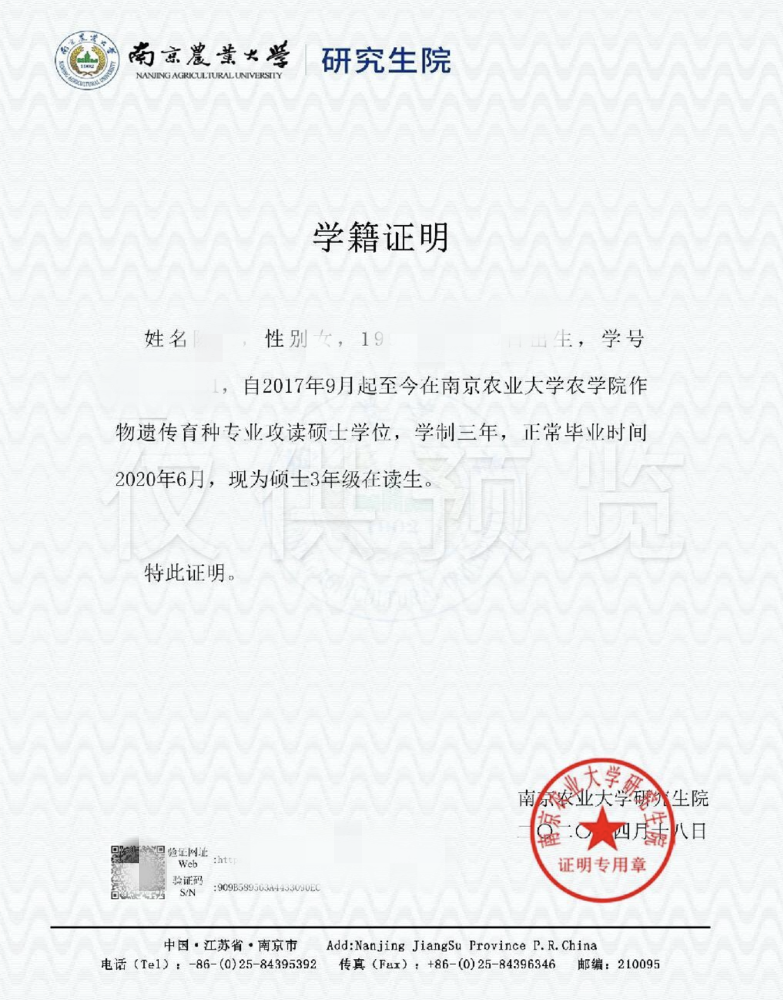 南京農業大學 研究生院
NANJING AGRICULTURAL UNIVERSITY
1902
学籍证明
姓名 ，性别女，19 日出生，学号
1，自2017年9月起至今在南京农业大学农学院作
物遗传育种专业攻读硕士学位，学制三年，正常毕业时间
2020年6月，现为硕士3年级在读生。
仅供预览
特此证明。
南京农业大学研究生院
二〇二〇 四月十八日
南京农业大学研究生院
证明专用章
验证网址
Web :http
验证码
S/N :909B589563A4433090EC
中国·江苏省·南京市 Add:Nanjing JiangSu Province P.R.China
电话（Tel）：-86-(0)25-84395392 传真（Fax）：+86-(0)25-84396346 邮编：210095